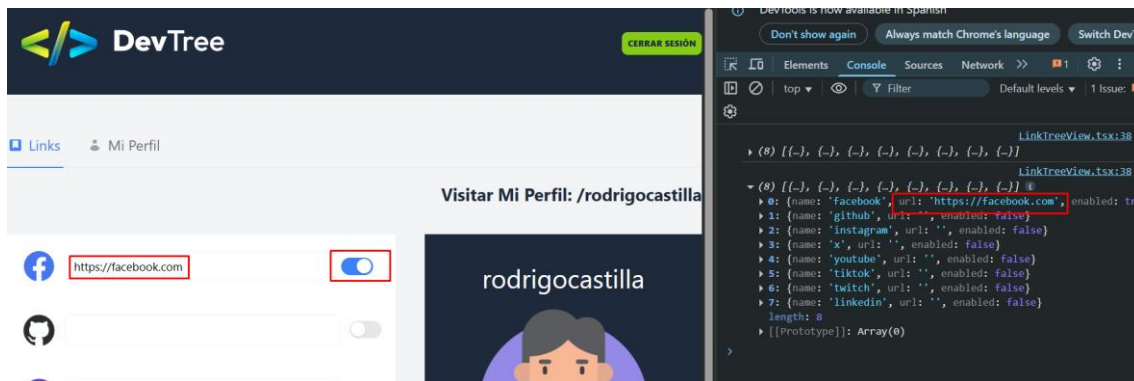 </> DevTree
CERRAR SESIÓN
Links Mi Perfil
Visitar Mi Perfil: /rodrigocastilla
https://facebook.com
rodrigocastilla
DevTools is now available in Spanish
Don't show again Always match Chrome's language Switch Dev
Elements Console Sources Network >> 1
top Filter Default levels 1 Issue:
LinkTreeView.tsx:38
(8) [{…}, {…}, {…}, {…}, {…}, {…}, {…}, {…}]
LinkTreeView.tsx:38
(8) [{…}, {…}, {…}, {…}, {…}, {…}, {…}, {…}]
0: {name: 'facebook', url: 'https://facebook.com', enabled: tr
1: {name: 'github', url: '', enabled: false}
2: {name: 'instagram', url: '', enabled: false}
3: {name: 'x', url: '', enabled: false}
4: {name: 'youtube', url: '', enabled: false}
5: {name: 'tiktok', url: '', enabled: false}
6: {name: 'twitch', url: '', enabled: false}
7: {name: 'linkedin', url: '', enabled: false}
length: 8
[[Prototype]]: Array(0)